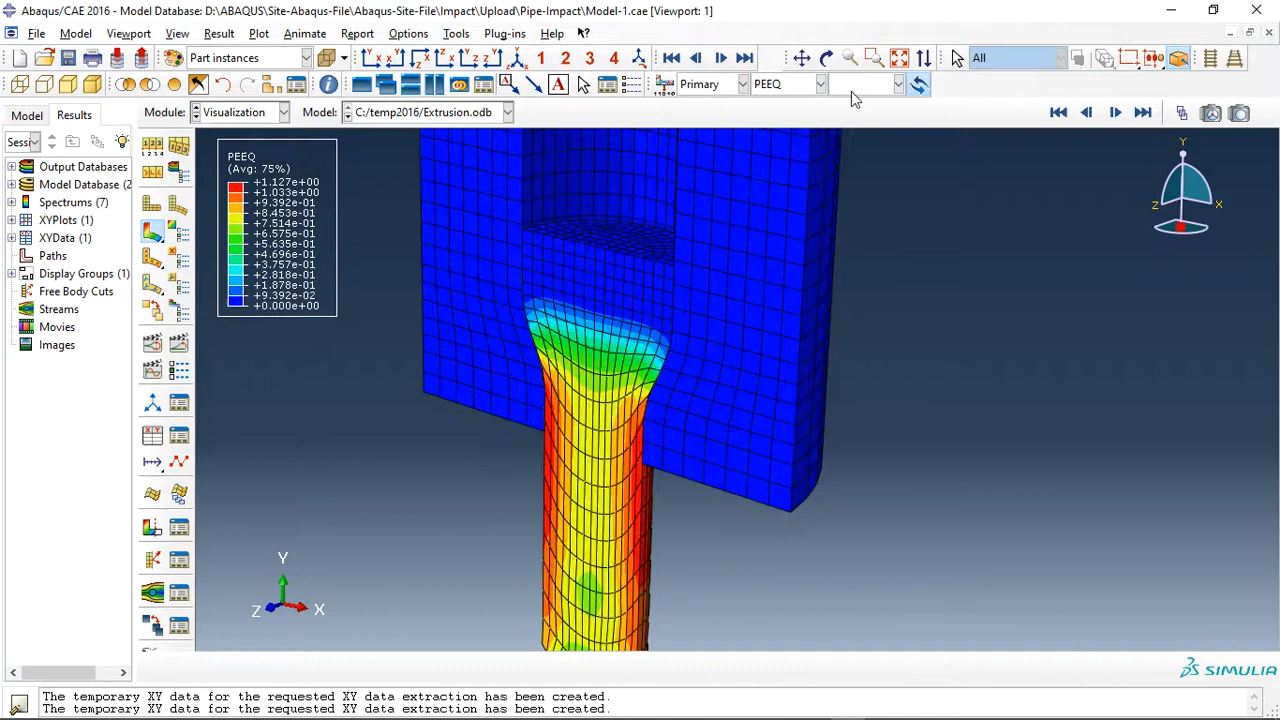 Abaqus/CAE 2016 - Model Database: D:\ABAQUS\Site-Abaqus-File\Abaqus-Site-File\Impact\Upload\Pipe-Impact\Model-1.cae [Viewport: 1]
File Model Viewport View Result Plot Animate Report Options Tools Plug-ins Help
Part instances 1 2 3 4 All
Primary PEEQ
Model Results Module: Visualization Model: C:/temp2016/Extrusion.odb
Sessi
Output Databases
Model Database (2
Spectrums (7)
XYPlots (1)
XYData (1)
Paths
Display Groups (1)
Free Body Cuts
Streams
Movies
Images
PEEQ
(Avg: 75%)
+1.127e+00
+1.033e+00
+9.392e-01
+8.453e-01
+7.514e-01
+6.575e-01
+5.635e-01
+4.696e-01
+3.757e-01
+2.818e-01
+1.878e-01
+9.392e-02
+0.000e+00
Y
Z X
Y
Z X
SIMULIA
The temporary XY data for the requested XY data extraction has been created.
The temporary XY data for the requested XY data extraction has been created.